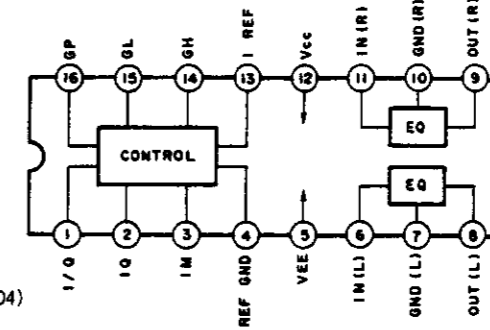 GP GL GH I REF Vcc IN(R) GND(R) OUT(R)
16 15 14 13 12 11 10 9
EQ
CONTROL
EQ
1 2 3 4 5 6 7 8
I/Q IQ IM REF GND VEE IN(L) GND(L) OUT(L)
04)